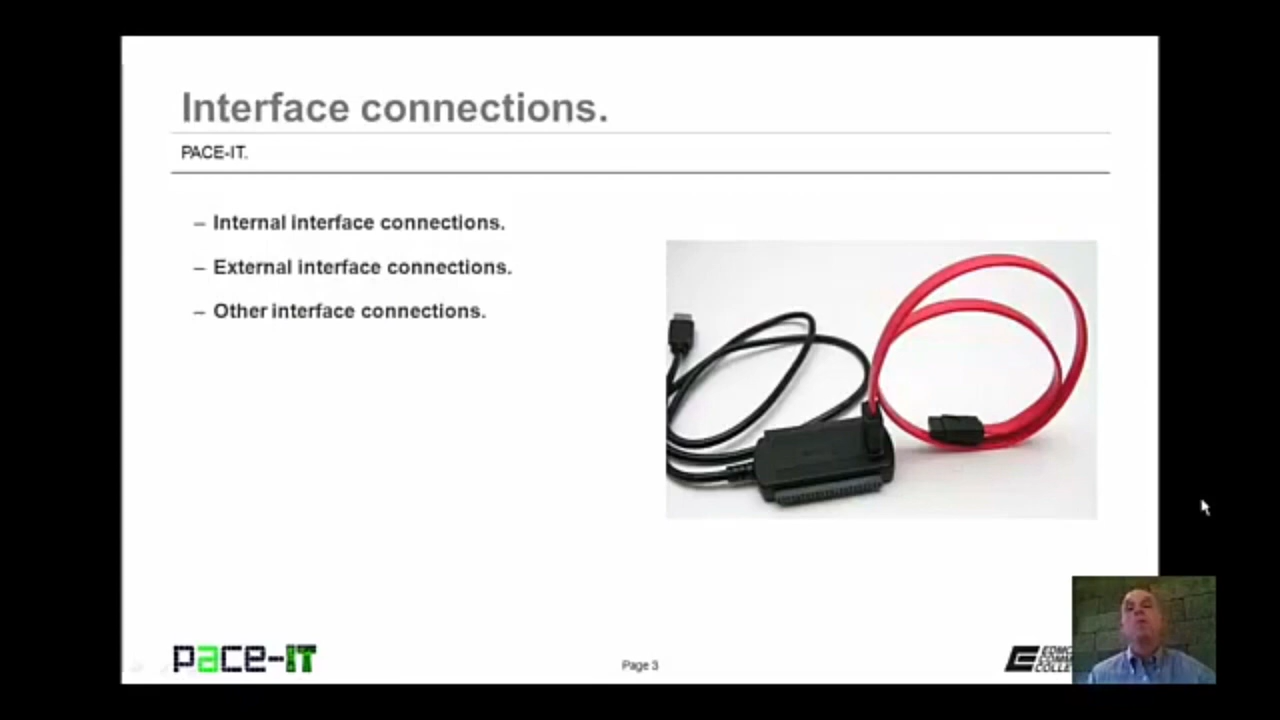 Interface connections.
PACE-IT.
– Internal interface connections.
– External interface connections.
– Other interface connections.
pace-IT
Page 3